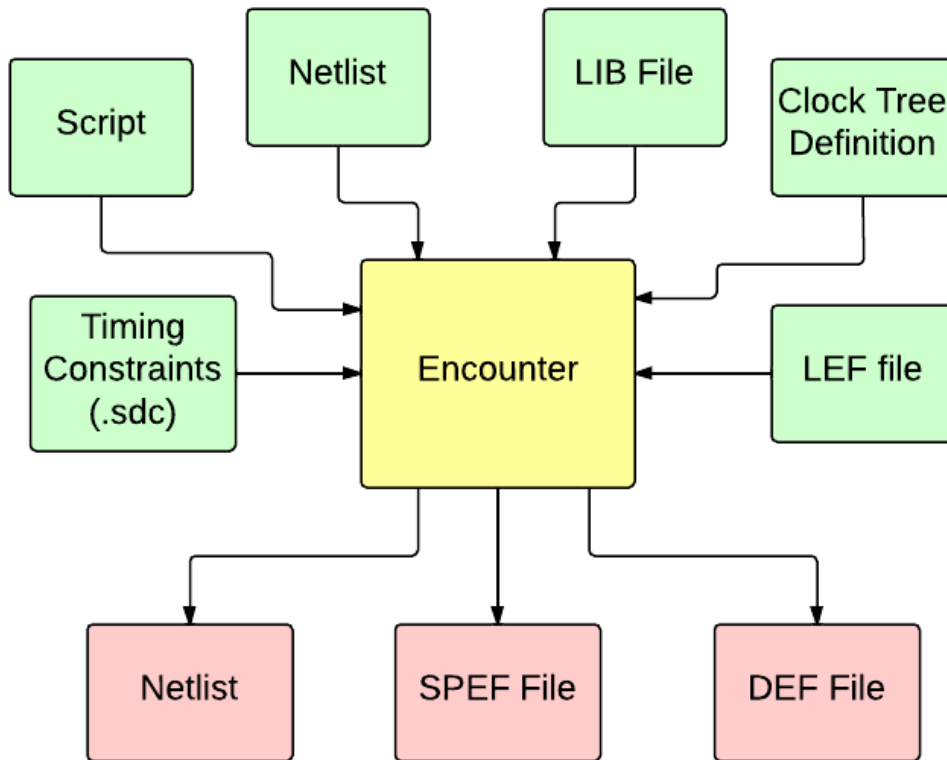 Script
Netlist
LIB File
Clock Tree
Definition
Timing
Constraints
(.sdc)
Encounter
LEF file
Netlist
SPEF File
DEF File